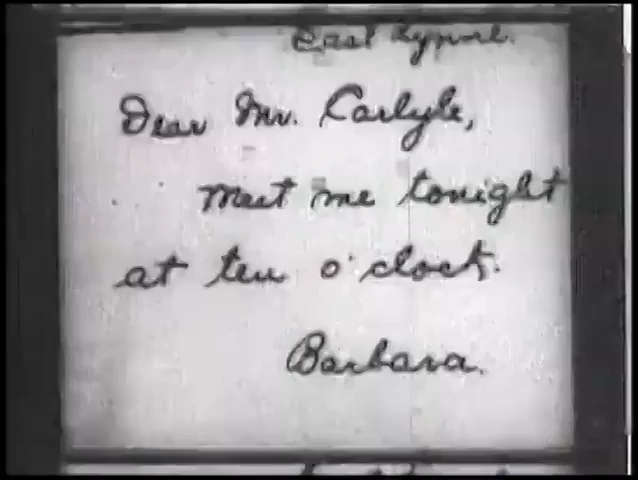 East Lynne.
Dear Mr. Carlyle,
Meet me tonight
at ten o'clock.
Barbara.